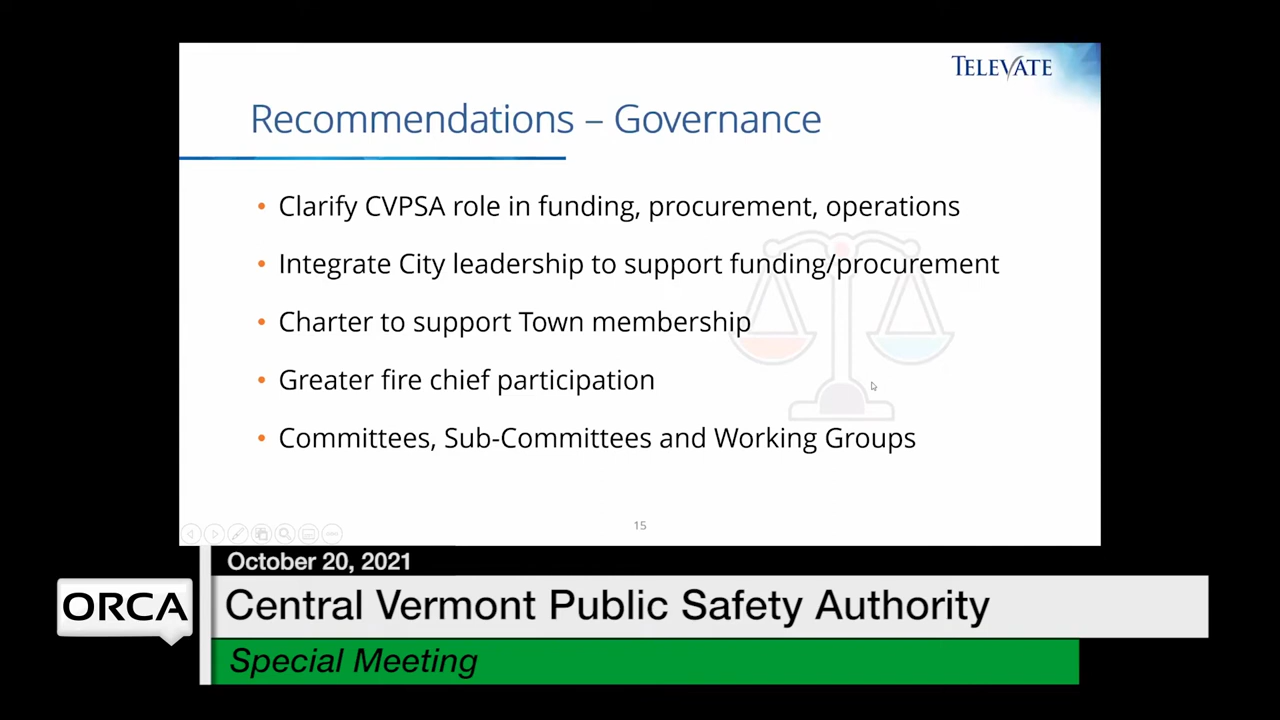 TELEVATE
Recommendations – Governance
• Clarify CVPSA role in funding, procurement, operations
• Integrate City leadership to support funding/procurement
• Charter to support Town membership
• Greater fire chief participation
• Committees, Sub-Committees and Working Groups
15
October 20, 2021
ORCA
Central Vermont Public Safety Authority
Special Meeting